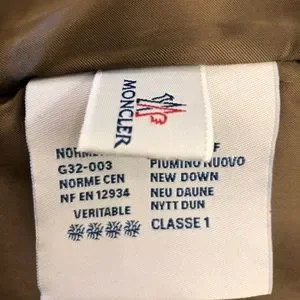 MONCLER
NORME
F
G32-003
PIUMINO NUOVO
NORME CEN
NEW DOWN
NF EN 12934
NEU DAUNE
VERITABLE
NYTT DUN
CLASSE 1